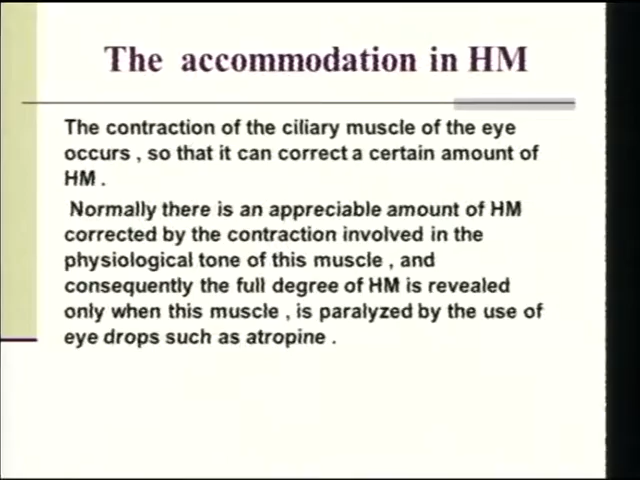 The accommodation in HM
The contraction of the ciliary muscle of the eye
occurs , so that it can correct a certain amount of
HM .
Normally there is an appreciable amount of HM
corrected by the contraction involved in the
physiological tone of this muscle , and
consequently the full degree of HM is revealed
only when this muscle , is paralyzed by the use of
eye drops such as atropine .